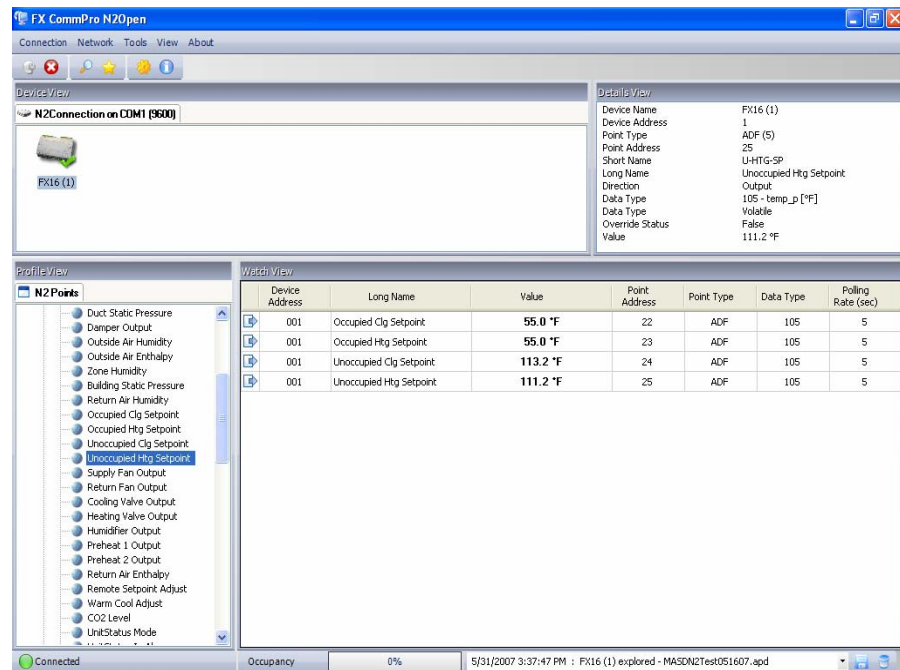 FX CommPro N2Open
Connection Network Tools View About
Device View
N2Connection on COM1 (9600)
FX16 (1)
Details View
Device Name FX16 (1)
Device Address 1
Point Type ADF (5)
Point Address 25
Short Name U-HTG-SP
Long Name Unoccupied Htg Setpoint
Direction Output
Data Type 105 - temp_p [°F]
Data Type Volatile
Override Status False
Value 111.2 °F
Profile View
N2 Points
Duct Static Pressure
Damper Output
Outside Air Humidity
Outside Air Enthalpy
Zone Humidity
Building Static Pressure
Return Air Humidity
Occupied Clg Setpoint
Occupied Htg Setpoint
Unoccupied Clg Setpoint
Unoccupied Htg Setpoint
Supply Fan Output
Return Fan Output
Cooling Valve Output
Heating Valve Output
Humidifier Output
Preheat 1 Output
Preheat 2 Output
Return Air Enthalpy
Remote Setpoint Adjust
Warm Cool Adjust
CO2 Level
UnitStatus Mode
Watch View
Device Address Long Name Value Point Address Point Type Data Type Polling Rate (sec)
001 Occupied Clg Setpoint 55.0 °F 22 ADF 105 5
001 Occupied Htg Setpoint 55.0 °F 23 ADF 105 5
001 Unoccupied Clg Setpoint 113.2 °F 24 ADF 105 5
001 Unoccupied Htg Setpoint 111.2 °F 25 ADF 105 5
Connected
Occupancy 0% 5/31/2007 3:37:47 PM : FX16 (1) explored - MASDN2Test051607.apd